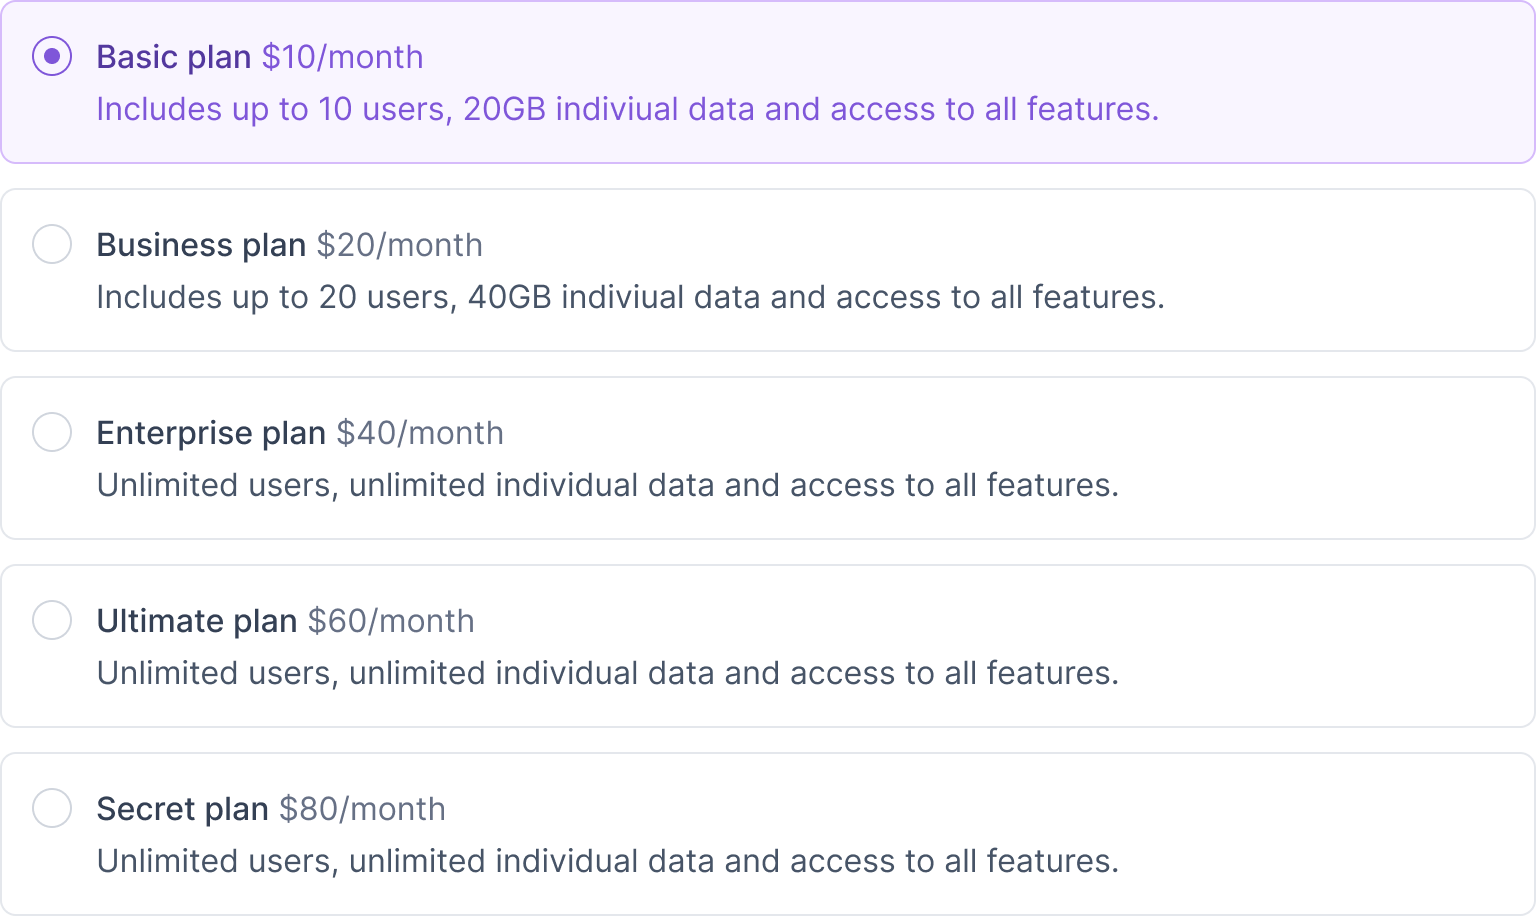 Basic plan $10/month
Includes up to 10 users, 20GB indiviual data and access to all features.
Business plan $20/month
Includes up to 20 users, 40GB indiviual data and access to all features.
Enterprise plan $40/month
Unlimited users, unlimited individual data and access to all features.
Ultimate plan $60/month
Unlimited users, unlimited individual data and access to all features.
Secret plan $80/month
Unlimited users, unlimited individual data and access to all features.